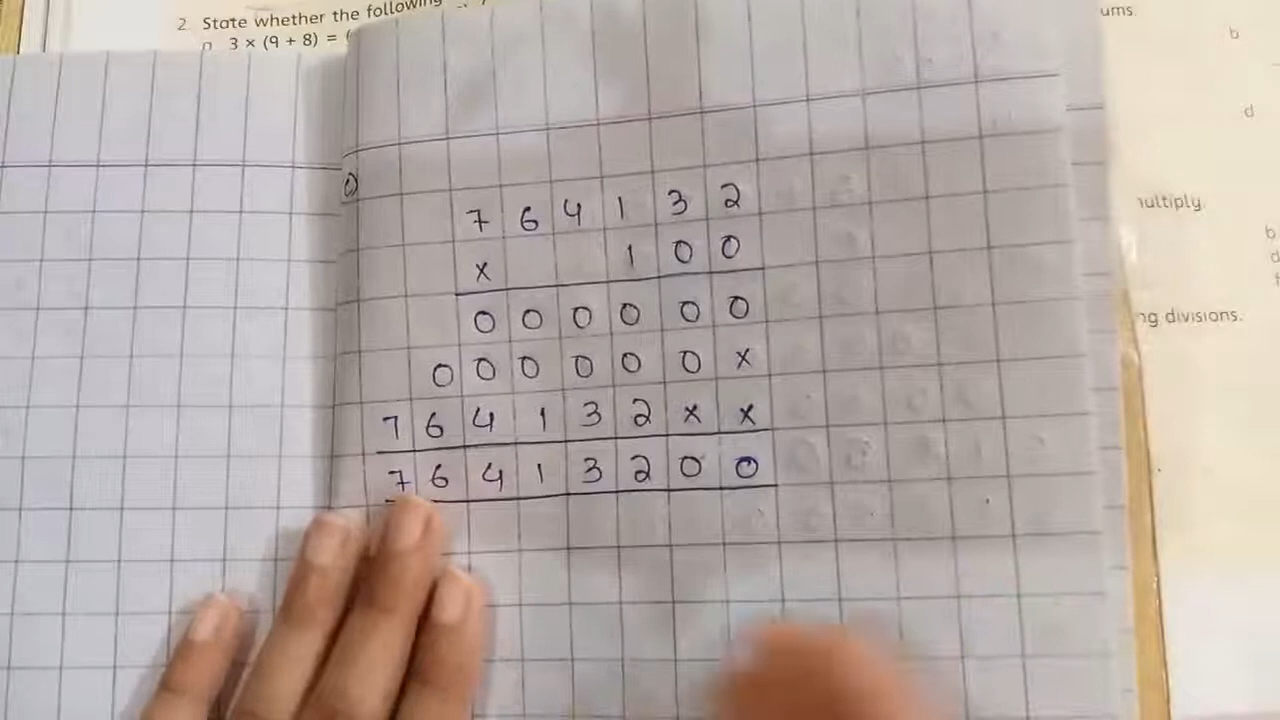 2. State whether the following
3 × (9 + 8) = (
ums.
b
d
multiply.
b
d
ng divisions.
7 6 4 1 3 2
× 1 0 0
0 0 0 0 0 0
0 0 0 0 0 0 ×
7 6 4 1 3 2 × ×
7 6 4 1 3 2 0 0